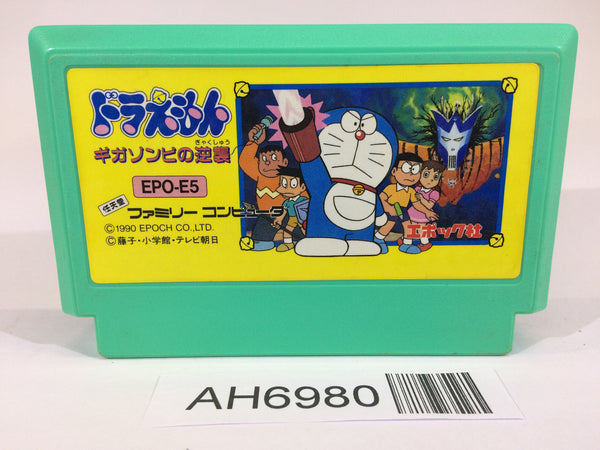 ドラえもん
ぎゃくしゅう
ギガゾンビの逆襲
EPO-E5
任天堂
ファミリー コンピュータ
©1990 EPOCH CO.,LTD.
©藤子・小学館・テレビ朝日
エポック社
AH6980